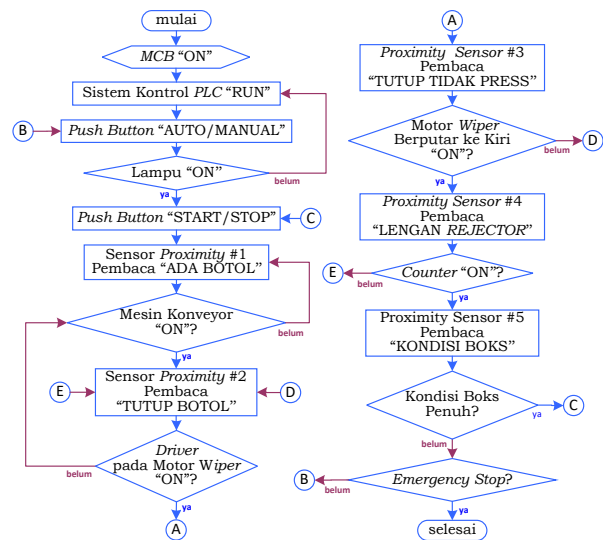 mulai
MCB “ON”
Sistem Kontrol PLC “RUN”
B
Push Button “AUTO/MANUAL”
Lampu “ON”
belum
ya
Push Button “START/STOP”
C
Sensor Proximity #1
Pembaca “ADA BOTOL”
Mesin Konveyor
“ON”?
belum
ya
E
Sensor Proximity #2
Pembaca
“TUTUP BOTOL”
D
Driver
pada Motor Wiper
“ON”?
belum
ya
A
A
Proximity Sensor #3
Pembaca
“TUTUP TIDAK PRESS”
Motor Wiper
Berputar ke Kiri
“ON”?
D
belum
ya
Proximity Sensor #4
Pembaca
“LENGAN REJECTOR”
E
Counter “ON”?
belum
ya
Proximity Sensor #5
Pembaca
“KONDISI BOKS”
Kondisi Boks
Penuh?
C
ya
belum
B
Emergency Stop?
belum
ya
selesai